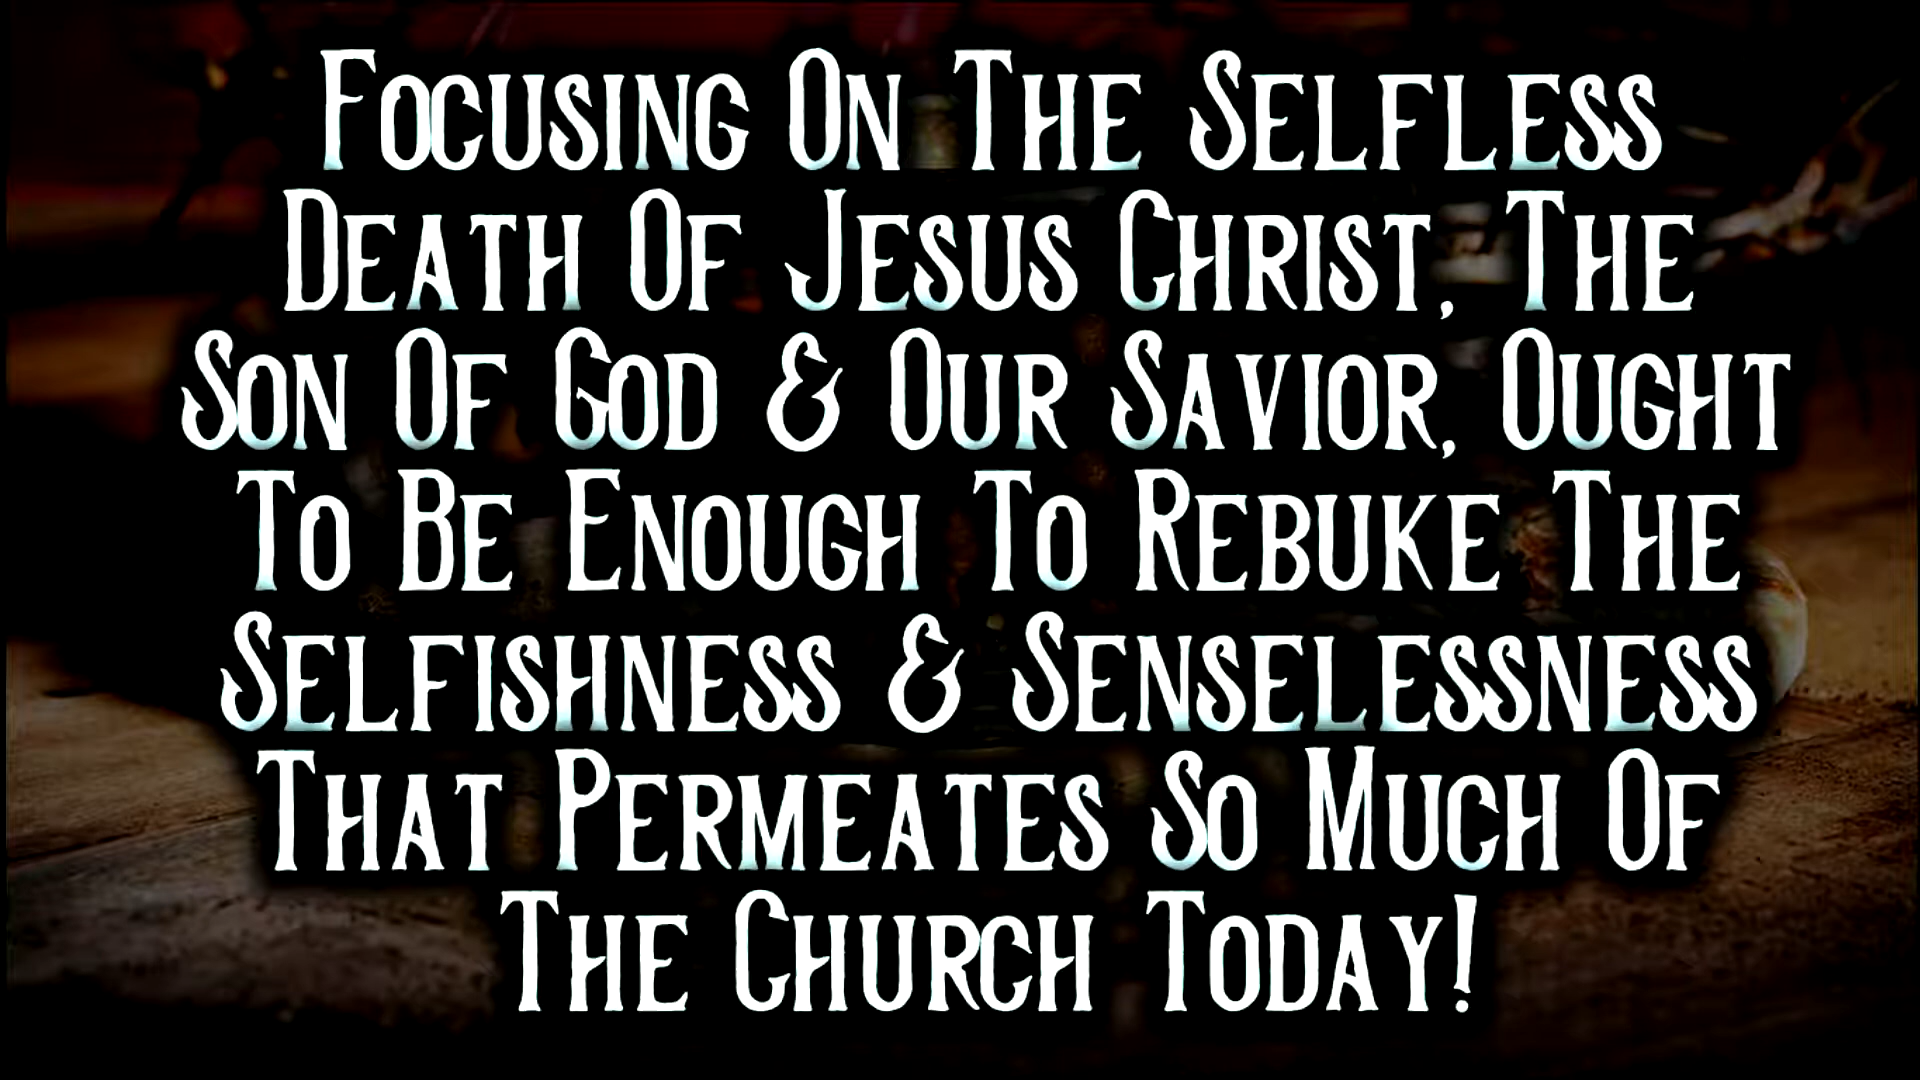 Focusing On The Selfless
Death Of Jesus Christ, The
Son Of God & Our Savior, Ought
To Be Enough To Rebuke The
Selfishness & Senselessness
That Permeates So Much Of
The Church Today!